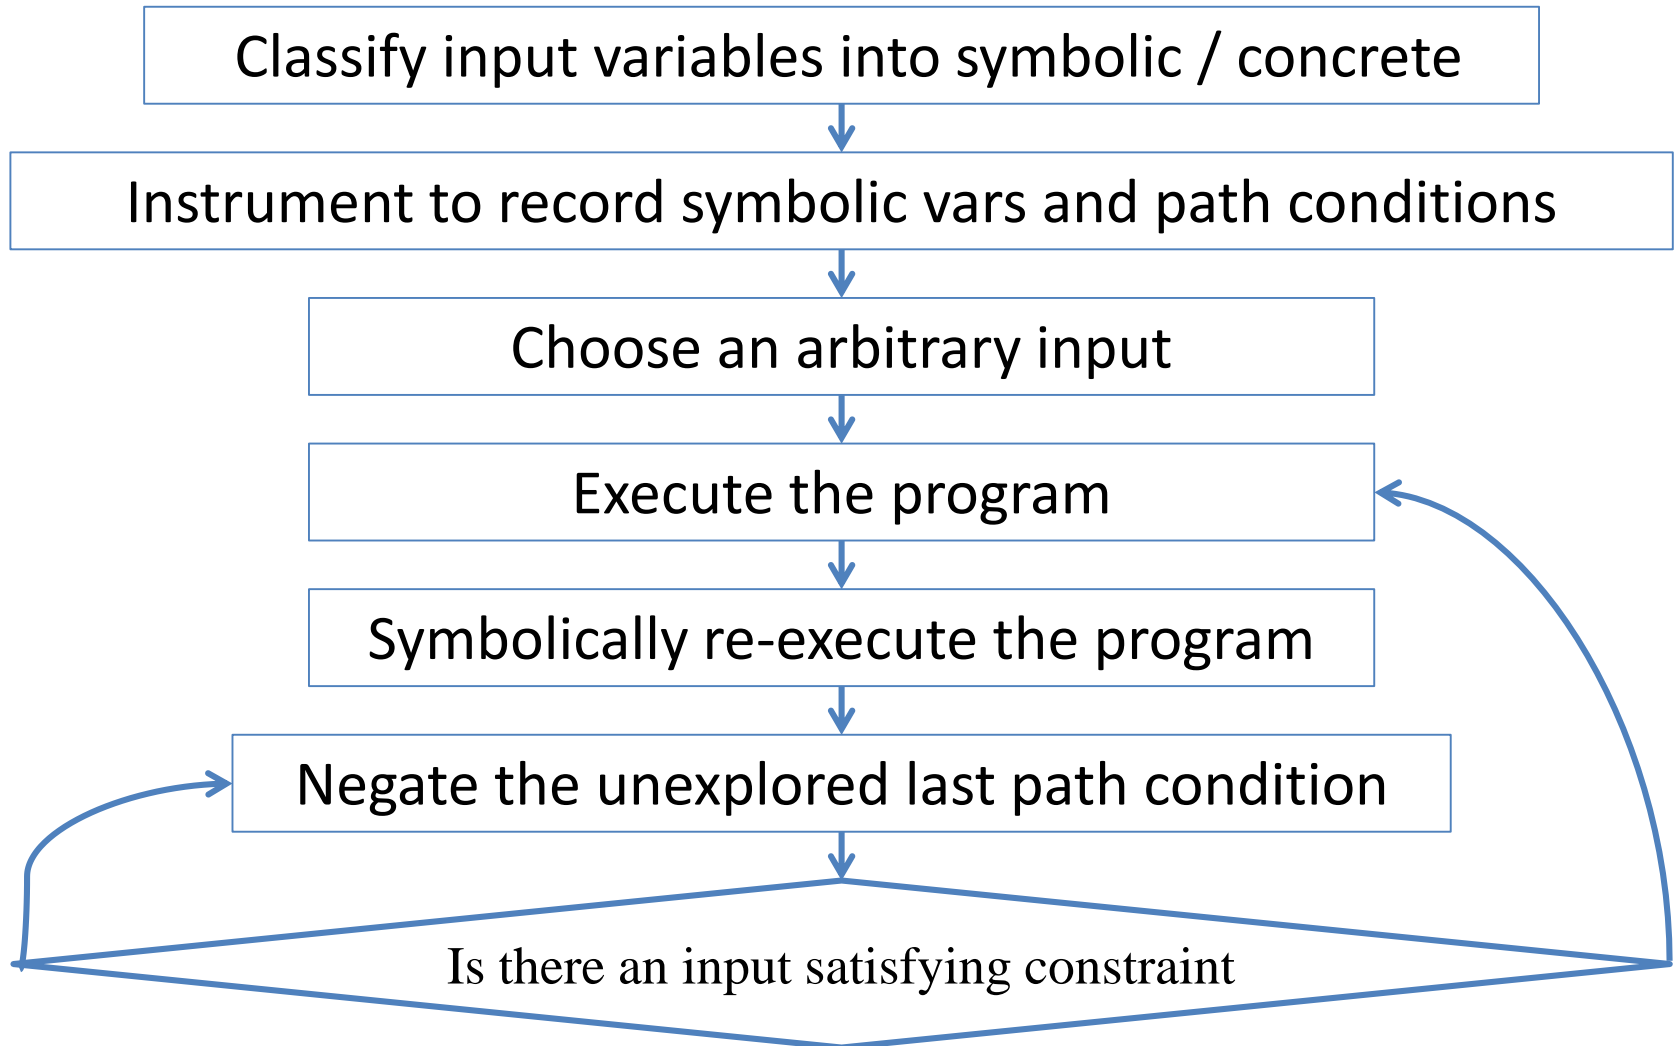 Classify input variables into symbolic / concrete
Instrument to record symbolic vars and path conditions
Choose an arbitrary input
Execute the program
Symbolically re-execute the program
Negate the unexplored last path condition
Is there an input satisfying constraint